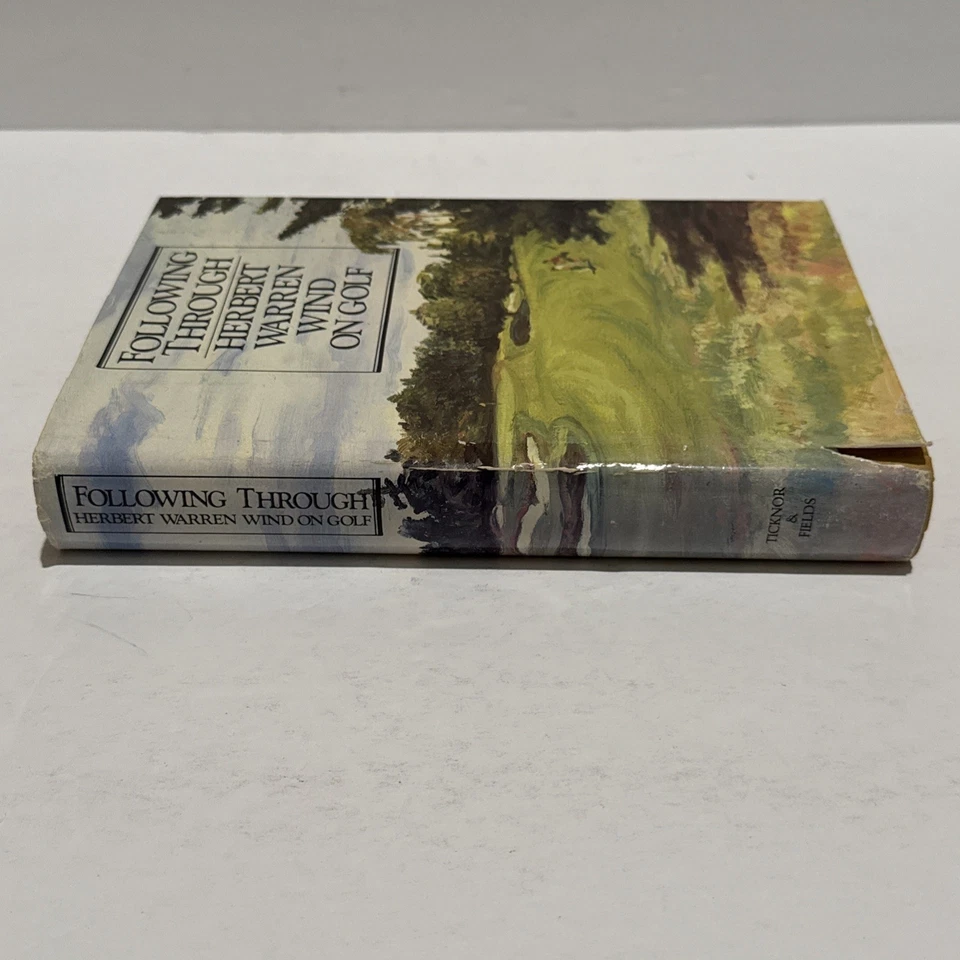 FOLLOWING
THROUGH
HERBERT
WARREN
WIND
ON GOLF
FOLLOWING THROUGH
HERBERT WARREN WIND ON GOLF
TICKNOR
&
FIELDS